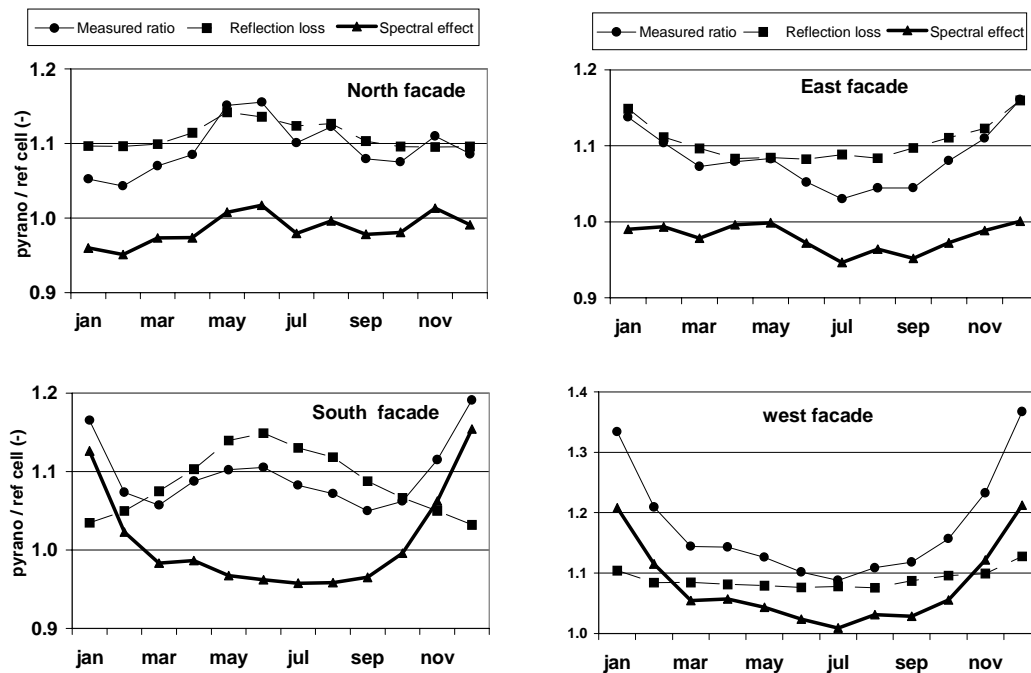 Measured ratio Reflection loss Spectral effect
Measured ratio Reflection loss Spectral effect
North facade
pyrano / ref cell (-)
1.2
1.1
1.0
0.9
jan mar may jul sep nov
East facade
1.2
1.1
1.0
0.9
jan mar may jul sep nov
South facade
pyrano / ref cell (-)
1.2
1.1
1.0
0.9
jan mar may jul sep nov
west facade
1.4
1.3
1.2
1.1
1.0
jan mar may jul sep nov